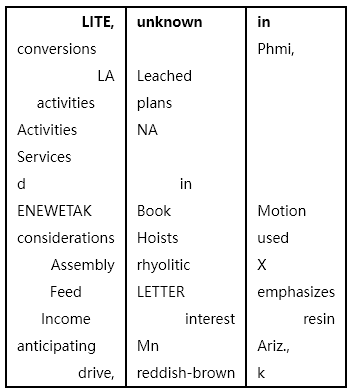 LITE, unknown in
conversions Phmi,
LA Leached
activities plans
Activities NA
Services
d in
ENEWETAK Book Motion
considerations Hoists used
Assembly rhyolitic X
Feed LETTER emphasizes
Income interest resin
anticipating Mn Ariz.,
drive, reddish-brown k